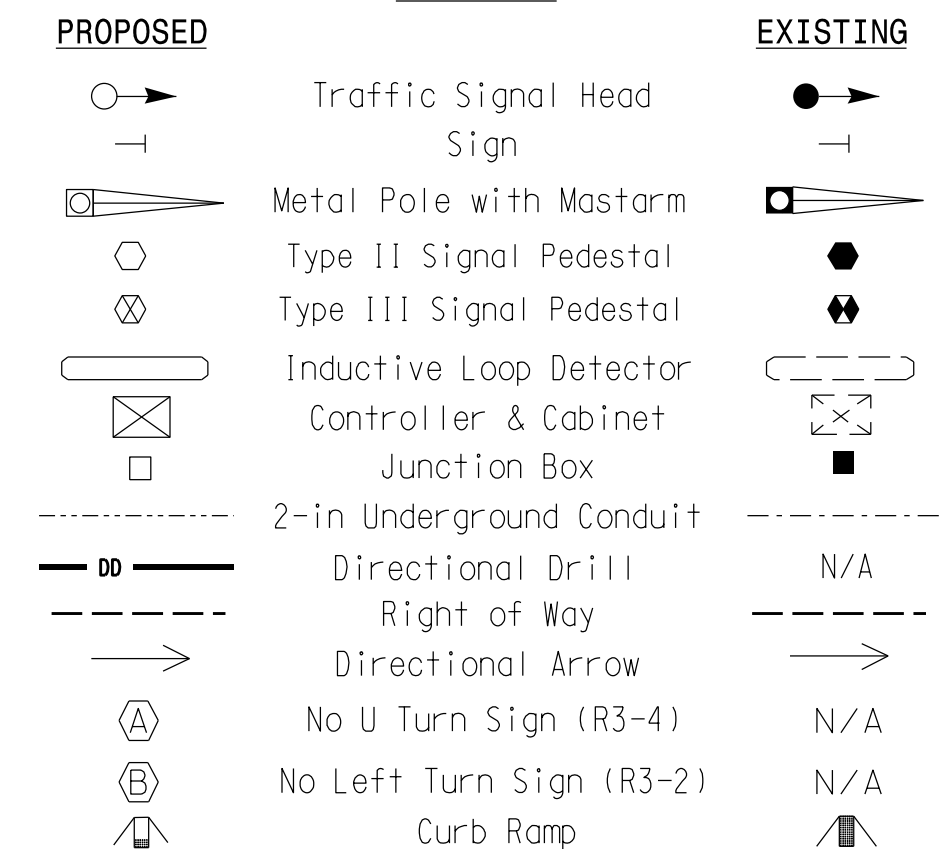 PROPOSED EXISTING
Traffic Signal Head
Sign
Metal Pole with Mastarm
Type II Signal Pedestal
Type III Signal Pedestal
Inductive Loop Detector
Controller & Cabinet
Junction Box
2-in Underground Conduit
DD Directional Drill N/A
Right of Way
Directional Arrow
A No U Turn Sign (R3-4) N/A
B No Left Turn Sign (R3-2) N/A
Curb Ramp